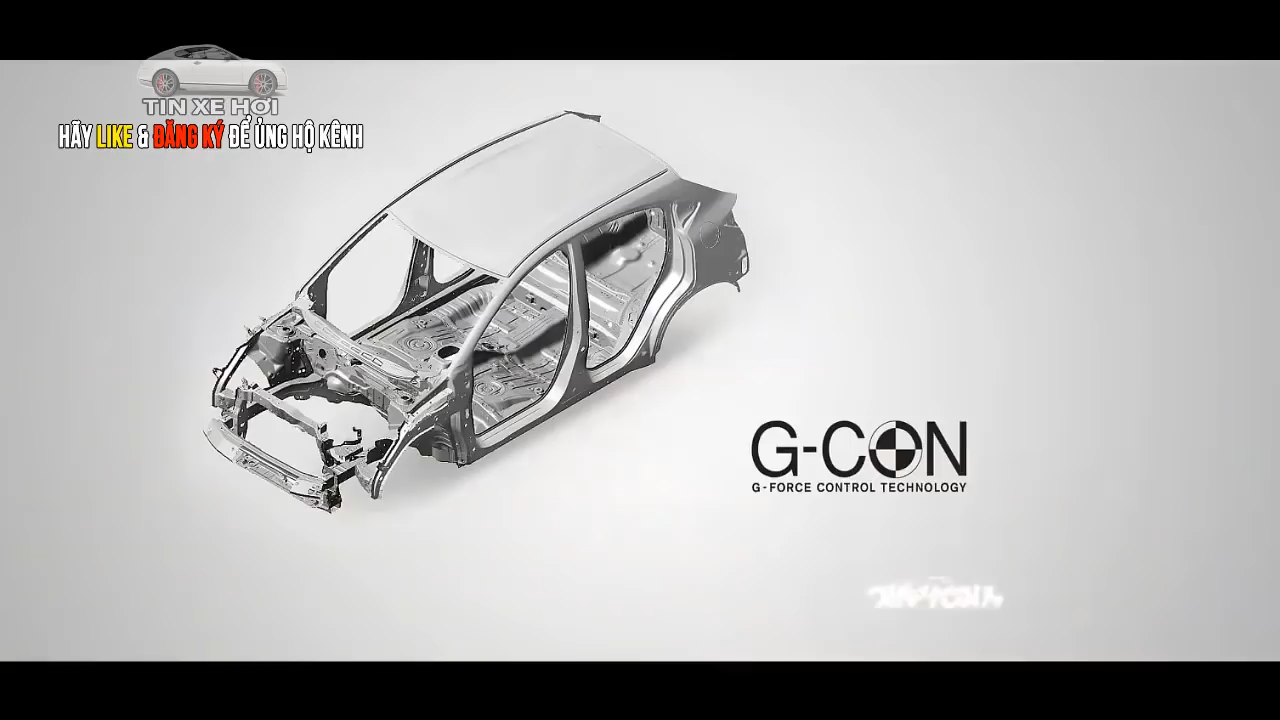 TIN XE HƠI
HÃY LIKE & ĐĂNG KÝ ĐỂ ỦNG HỘ KÊNH
G-CON
G-FORCE CONTROL TECHNOLOGY